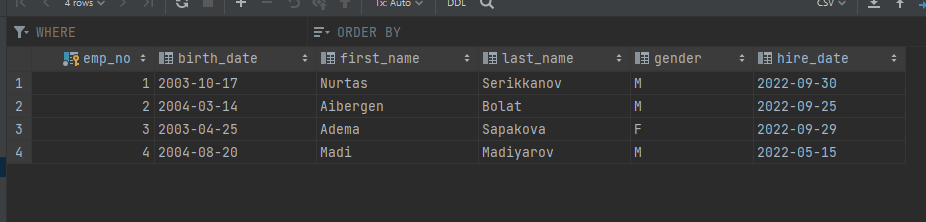 4 rows Tx: Auto DDL CSV
WHERE ORDER BY
emp_no birth_date first_name last_name gender hire_date
1 1 2003-10-17 Nurtas Serikkanov M 2022-09-30
2 2 2004-03-14 Aibergen Bolat M 2022-09-25
3 3 2003-04-25 Adema Sapakova F 2022-09-29
4 4 2004-08-20 Madi Madiyarov M 2022-05-15